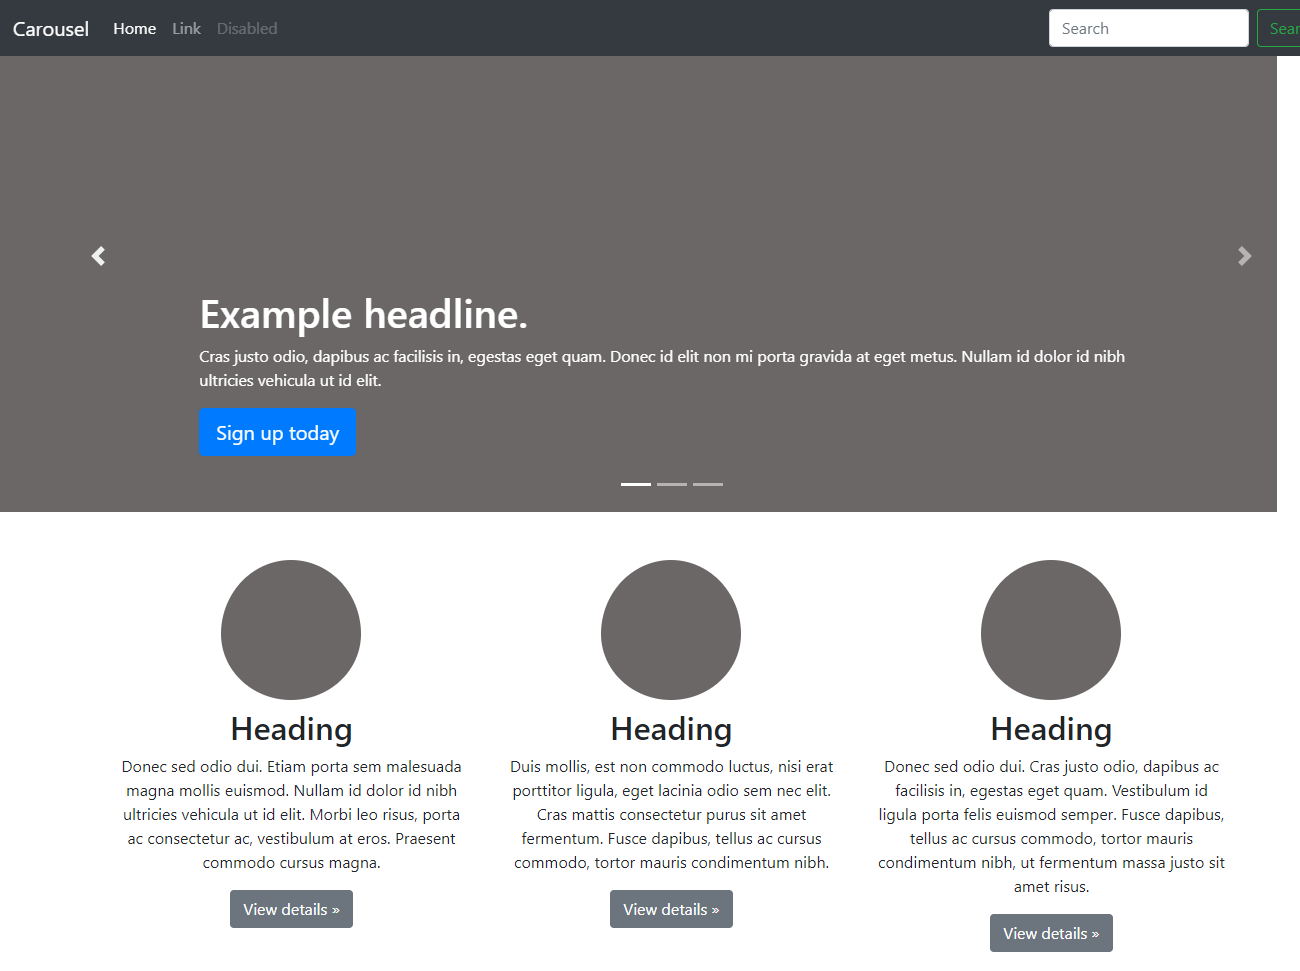 Carousel Home Link Disabled Search Sear
Example headline.
Cras justo odio, dapibus ac facilisis in, egestas eget quam. Donec id elit non mi porta gravida at eget metus. Nullam id dolor id nibh
ultricies vehicula ut id elit.
Sign up today
Heading
Donec sed odio dui. Etiam porta sem malesuada
magna mollis euismod. Nullam id dolor id nibh
ultricies vehicula ut id elit. Morbi leo risus, porta
ac consectetur ac, vestibulum at eros. Praesent
commodo cursus magna.
View details »
Heading
Duis mollis, est non commodo luctus, nisi erat
porttitor ligula, eget lacinia odio sem nec elit.
Cras mattis consectetur purus sit amet
fermentum. Fusce dapibus, tellus ac cursus
commodo, tortor mauris condimentum nibh.
View details »
Heading
Donec sed odio dui. Cras justo odio, dapibus ac
facilisis in, egestas eget quam. Vestibulum id
ligula porta felis euismod semper. Fusce dapibus,
tellus ac cursus commodo, tortor mauris
condimentum nibh, ut fermentum massa justo sit
amet risus.
View details »